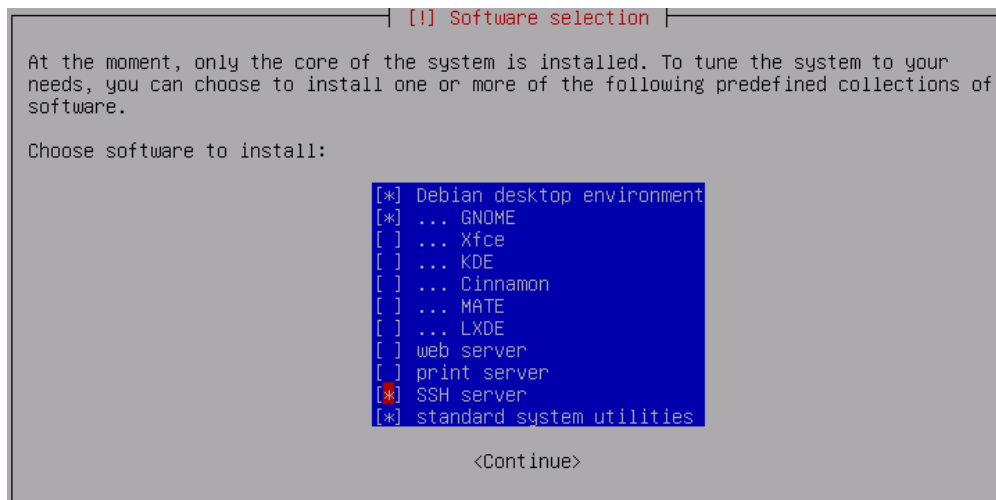 [!] Software selection
At the moment, only the core of the system is installed. To tune the system to your
needs, you can choose to install one or more of the following predefined collections of
software.
Choose software to install:
[*] Debian desktop environment
[*] ... GNOME
[ ] ... Xfce
[ ] ... KDE
[ ] ... Cinnamon
[ ] ... MATE
[ ] ... LXDE
[ ] web server
[ ] print server
[*] SSH server
[*] standard system utilities
<Continue>